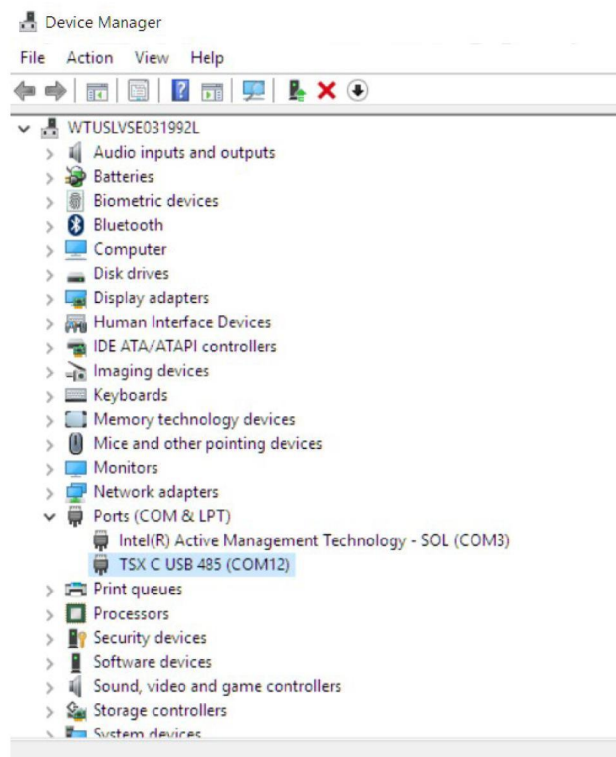 Device Manager
File Action View Help
WTUSLVSE031992L
Audio inputs and outputs
Batteries
Biometric devices
Bluetooth
Computer
Disk drives
Display adapters
Human Interface Devices
IDE ATA/ATAPI controllers
Imaging devices
Keyboards
Memory technology devices
Mice and other pointing devices
Monitors
Network adapters
Ports (COM & LPT)
Intel(R) Active Management Technology - SOL (COM3)
TSX C USB 485 (COM12)
Print queues
Processors
Security devices
Software devices
Sound, video and game controllers
Storage controllers
System devices